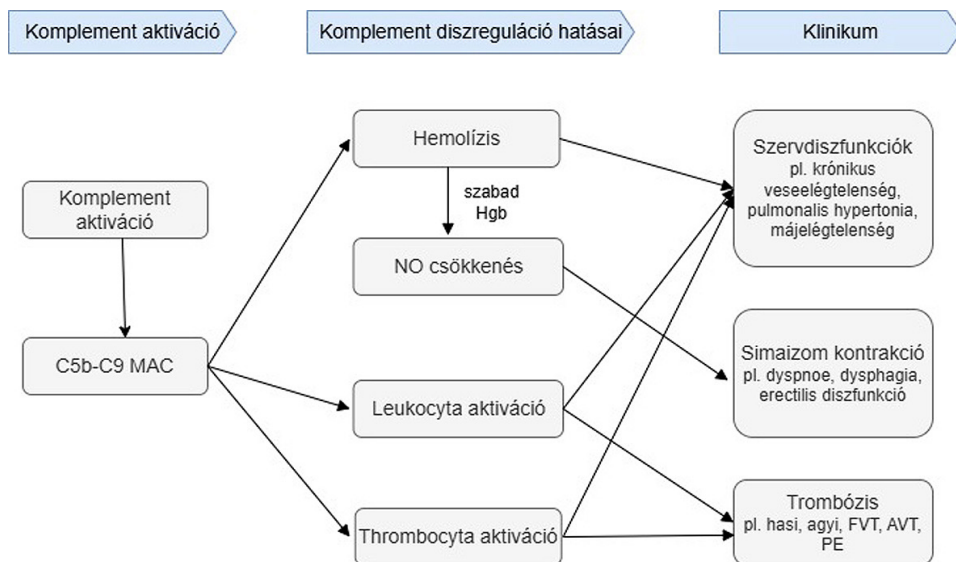 Komplement aktiváció
Komplement diszreguláció hatásai
Klinikum
Komplement
aktiváció
C5b-C9 MAC
Hemolízis
szabad
Hgb
NO csökkenés
Leukocyta aktiváció
Thrombocyta aktiváció
Szervdiszfunkciók
pl. krónikus
veseelégtelenség,
pulmonalis hypertonia,
májelégtelenség
Simaizom kontrakció
pl. dyspnoe, dysphagia,
erectilis diszfunkció
Trombózis
pl. hasi, agyi, FVT, AVT,
PE